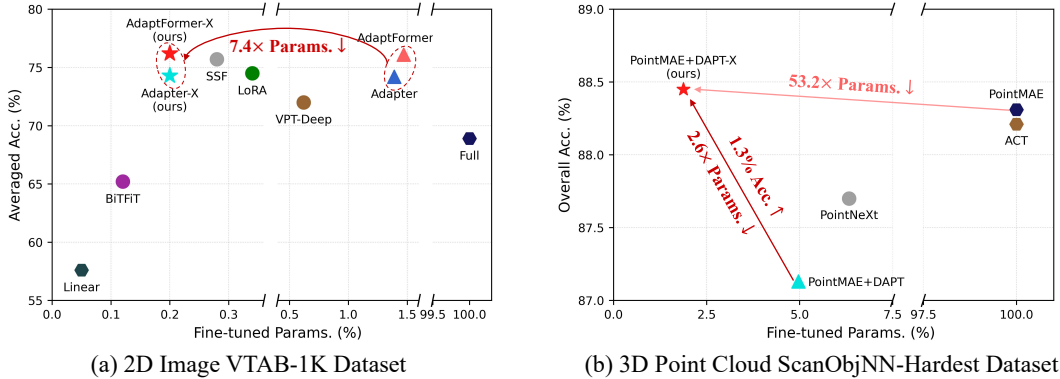 80
75
70
65
60
55
Averaged Acc. (%)
AdaptFormer-X
(ours)
Adapter-X
(ours)
7.4× Params. ↓
AdaptFormer
Adapter
SSF
LoRA
VPT-Deep
Full
BiTFiT
Linear
0.0
0.1
0.2
0.3
0.5
1.0
1.5
99.5
100.0
Fine-tuned Params. (%)
(a) 2D Image VTAB-1K Dataset
89.0
88.5
88.0
87.5
87.0
Overall Acc. (%)
PointMAE+DAPT-X
(ours)
53.2× Params. ↓
PointMAE
ACT
1.3% Acc. ↑
2.6× Params. ↓
PointNeXt
PointMAE+DAPT
0.0
2.5
5.0
7.5
97.5
100.0
Fine-tuned Params. (%)
(b) 3D Point Cloud ScanObjNN-Hardest Dataset